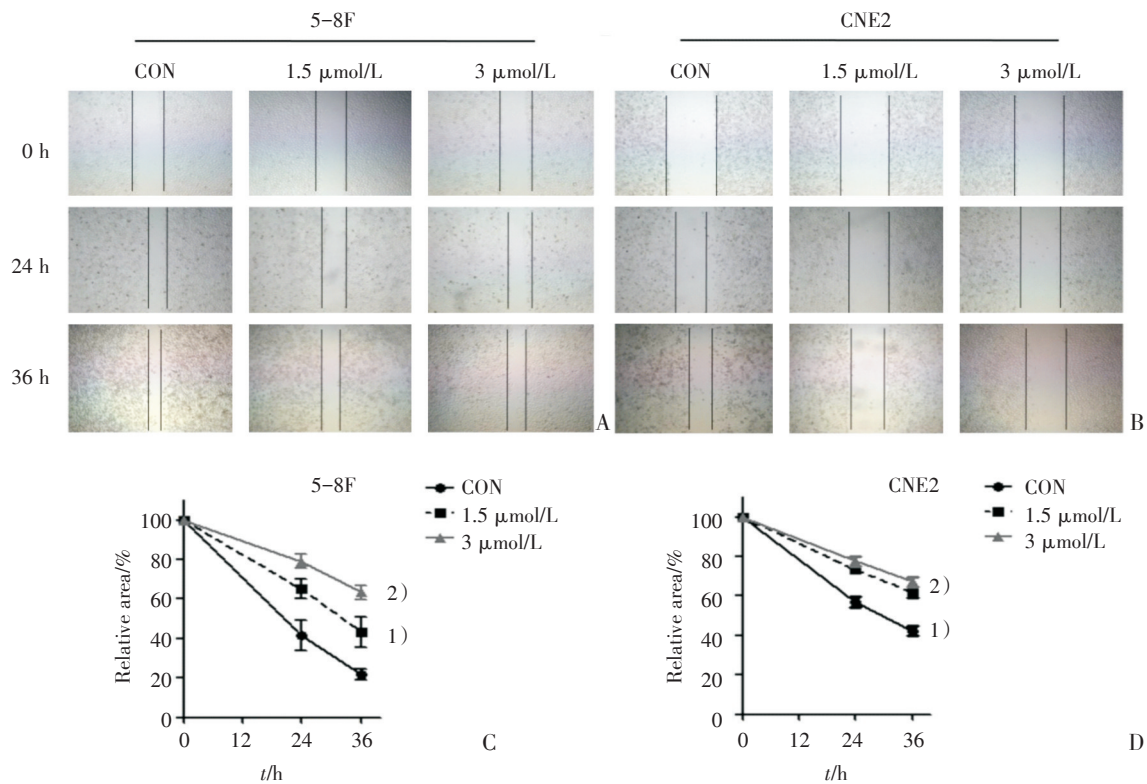 5-8F CNE2
CON 1.5 μmol/L 3 μmol/L CON 1.5 μmol/L 3 μmol/L
0 h
24 h
36 h
A B
5-8F
CON
1.5 μmol/L
3 μmol/L
Relative area/%
100
80
60
40
20
0
2)
1)
0 12 24 36
t/h
C
CNE2
CON
1.5 μmol/L
3 μmol/L
Relative area/%
100
80
60
40
20
0
2)
1)
0 12 24 36
t/h
D